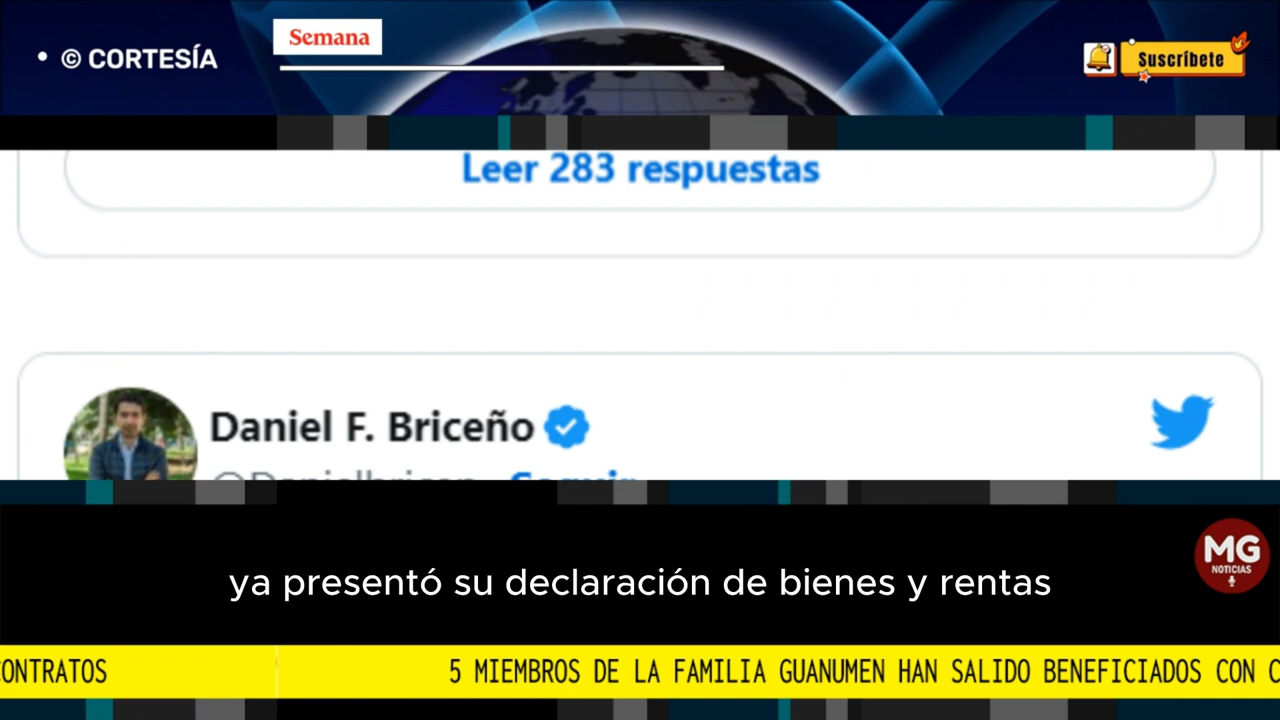 • © CORTESÍA
Semana
Suscríbete
Leer 283 respuestas
Daniel F. Briceño
MG
NOTICIAS
ya presentó su declaración de bienes y rentas
ONTRATOS
5 MIEMBROS DE LA FAMILIA GUANUMEN HAN SALIDO BENEFICIADOS CON C